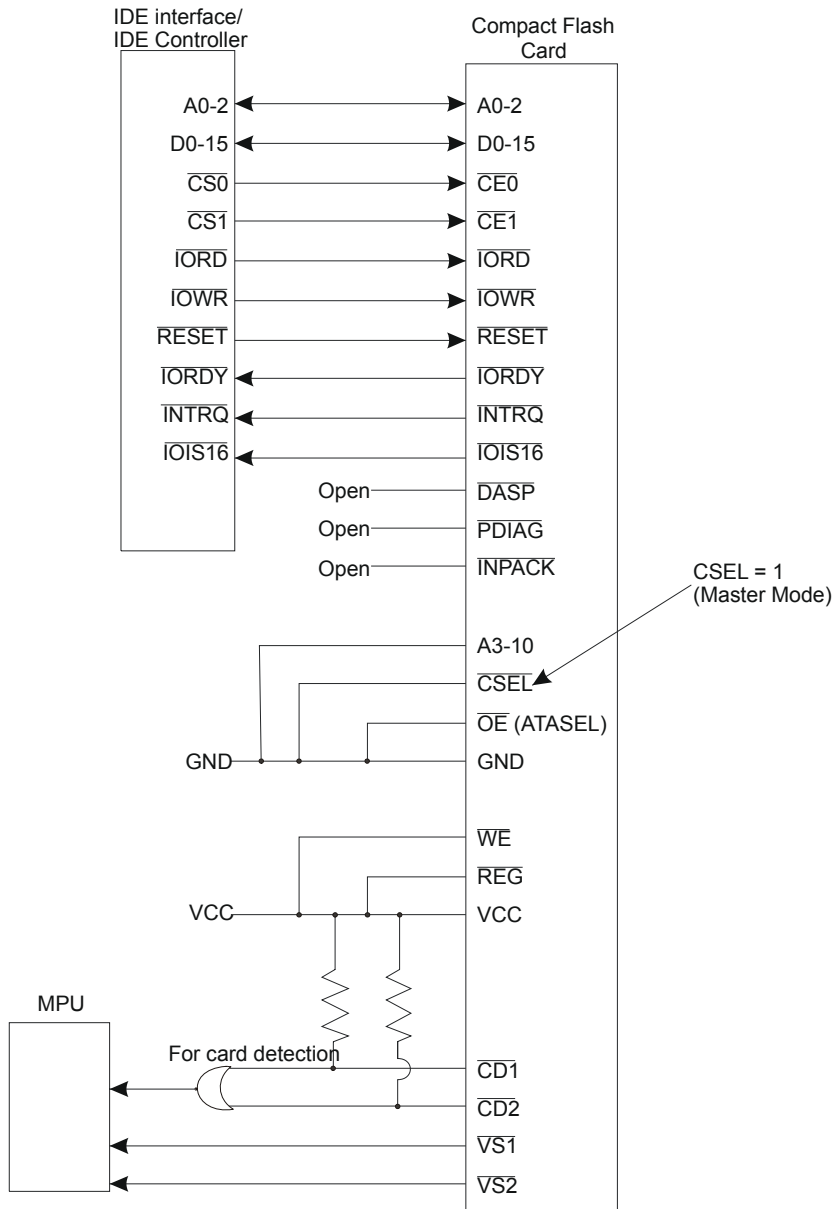 IDE interface/
IDE Controller
Compact Flash
Card
A0-2 A0-2
D0-15 D0-15
CS0 CE0
CS1 CE1
IORD IORD
IOWR IOWR
RESET RESET
IORDY IORDY
INTRQ INTRQ
IOIS16 IOIS16
Open DASP
Open PDIAG
Open INPACK
CSEL = 1
(Master Mode)
A3-10
CSEL
OE (ATASEL)
GND GND
WE
REG
VCC VCC
MPU
For card detection
CD1
CD2
VS1
VS2